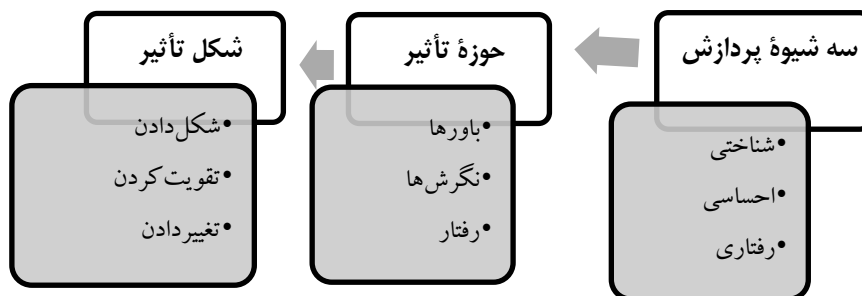 سه شیوهٔ پردازش
•شناختی
•احساسی
•رفتاری
حوزهٔ تأثیر
•باورها
•نگرش‌ها
•رفتار
شکل تأثیر
•شکل‌دادن
•تقویت‌کردن
•تغییردادن